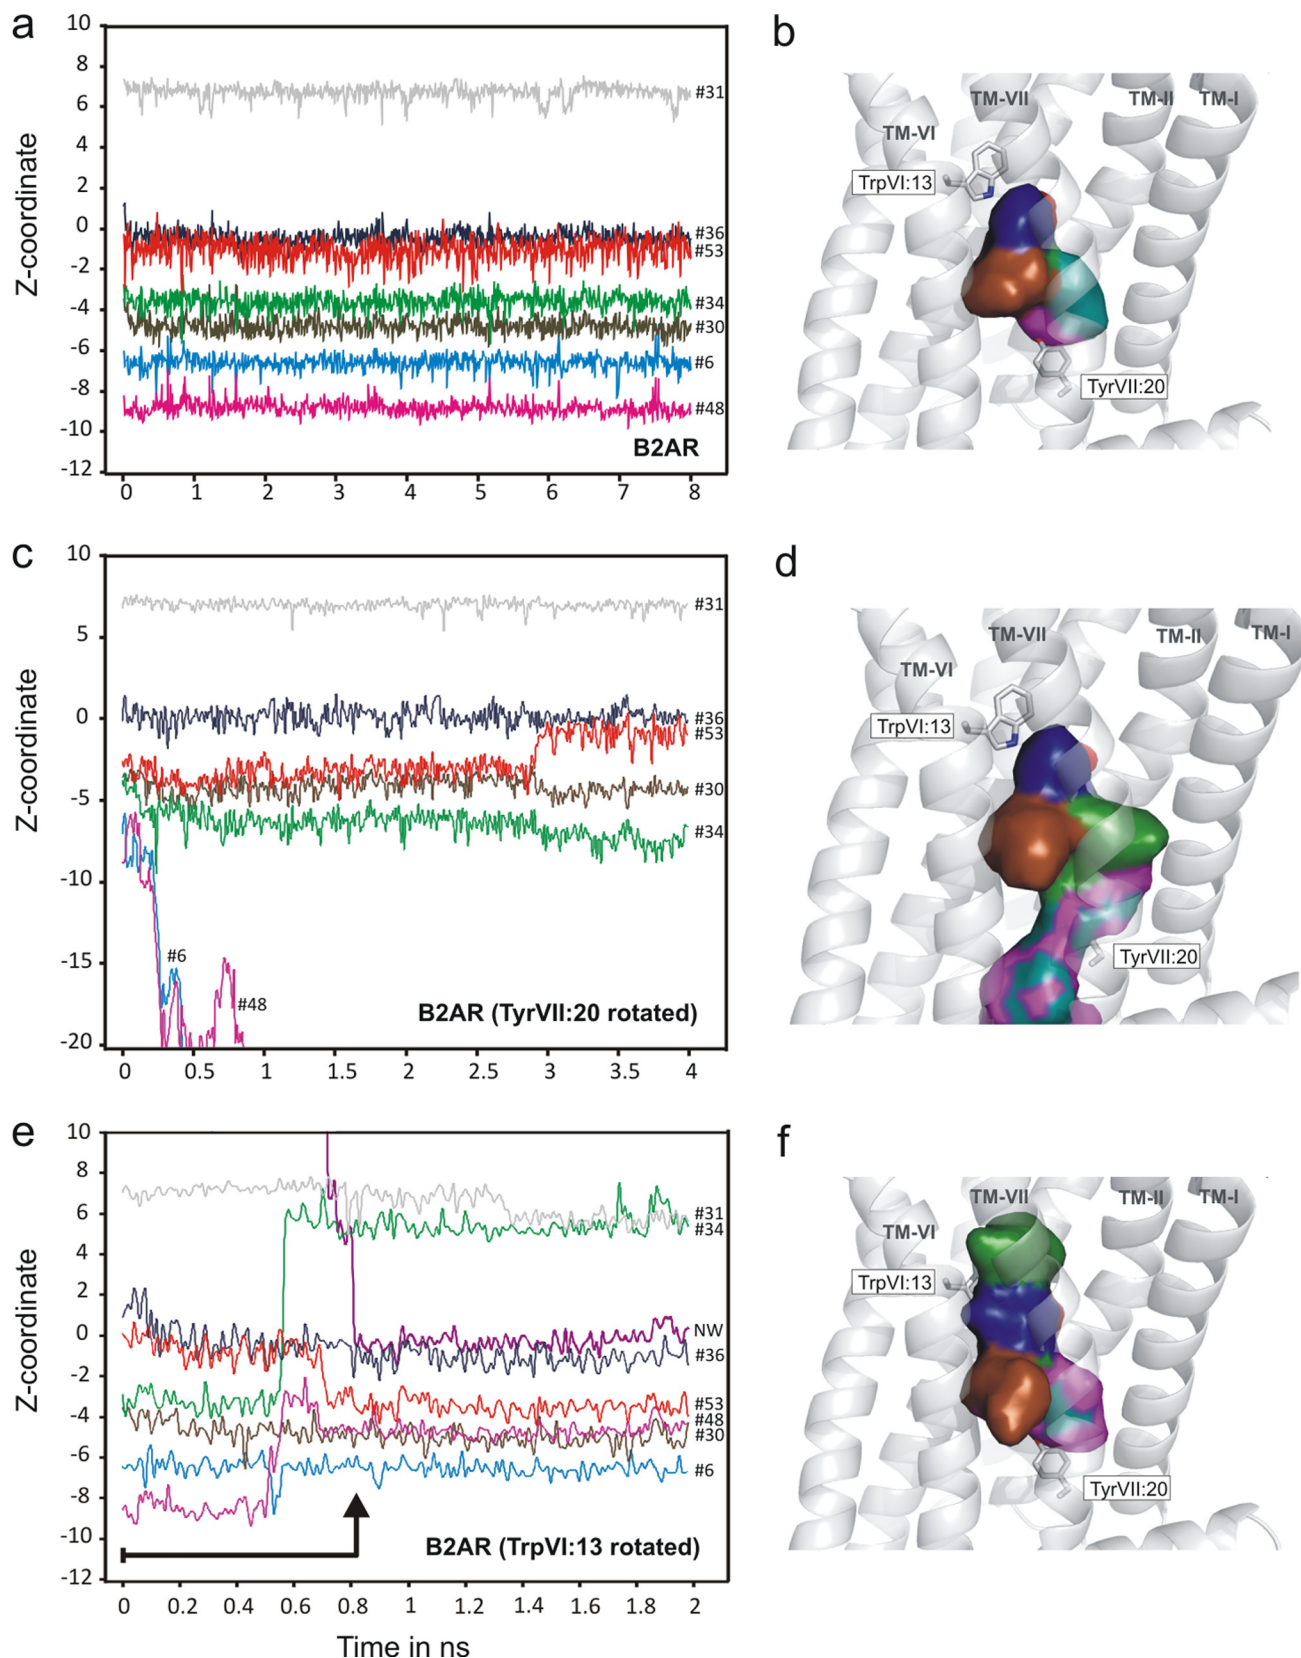 a
10
8
6
4
2
0
-2
-4
-6
-8
-10
-12
Z-coordinate
#31
#36
#53
#34
#30
#6
#48
B2AR
0 1 2 3 4 5 6 7 8
b
TM-VII
TM-II
TM-I
TM-VI
TrpVI:13
TyrVII:20
c
10
5
0
-5
-10
-15
-20
Z-coordinate
#31
#36
#53
#30
#34
#6
#48
B2AR (TyrVII:20 rotated)
0 0.5 1 1.5 2 2.5 3 3.5 4
d
TM-VII
TM-II
TM-I
TM-VI
TrpVI:13
TyrVII:20
e
10
8
6
4
2
0
-2
-4
-6
-8
-10
-12
Z-coordinate
#31
#34
NW
#36
#53
#48
#30
#6
B2AR (TrpVI:13 rotated)
0 0.2 0.4 0.6 0.8 1 1.2 1.4 1.6 1.8 2
Time in ns
f
TM-VII
TM-II
TM-I
TM-VI
TrpVI:13
TyrVII:20